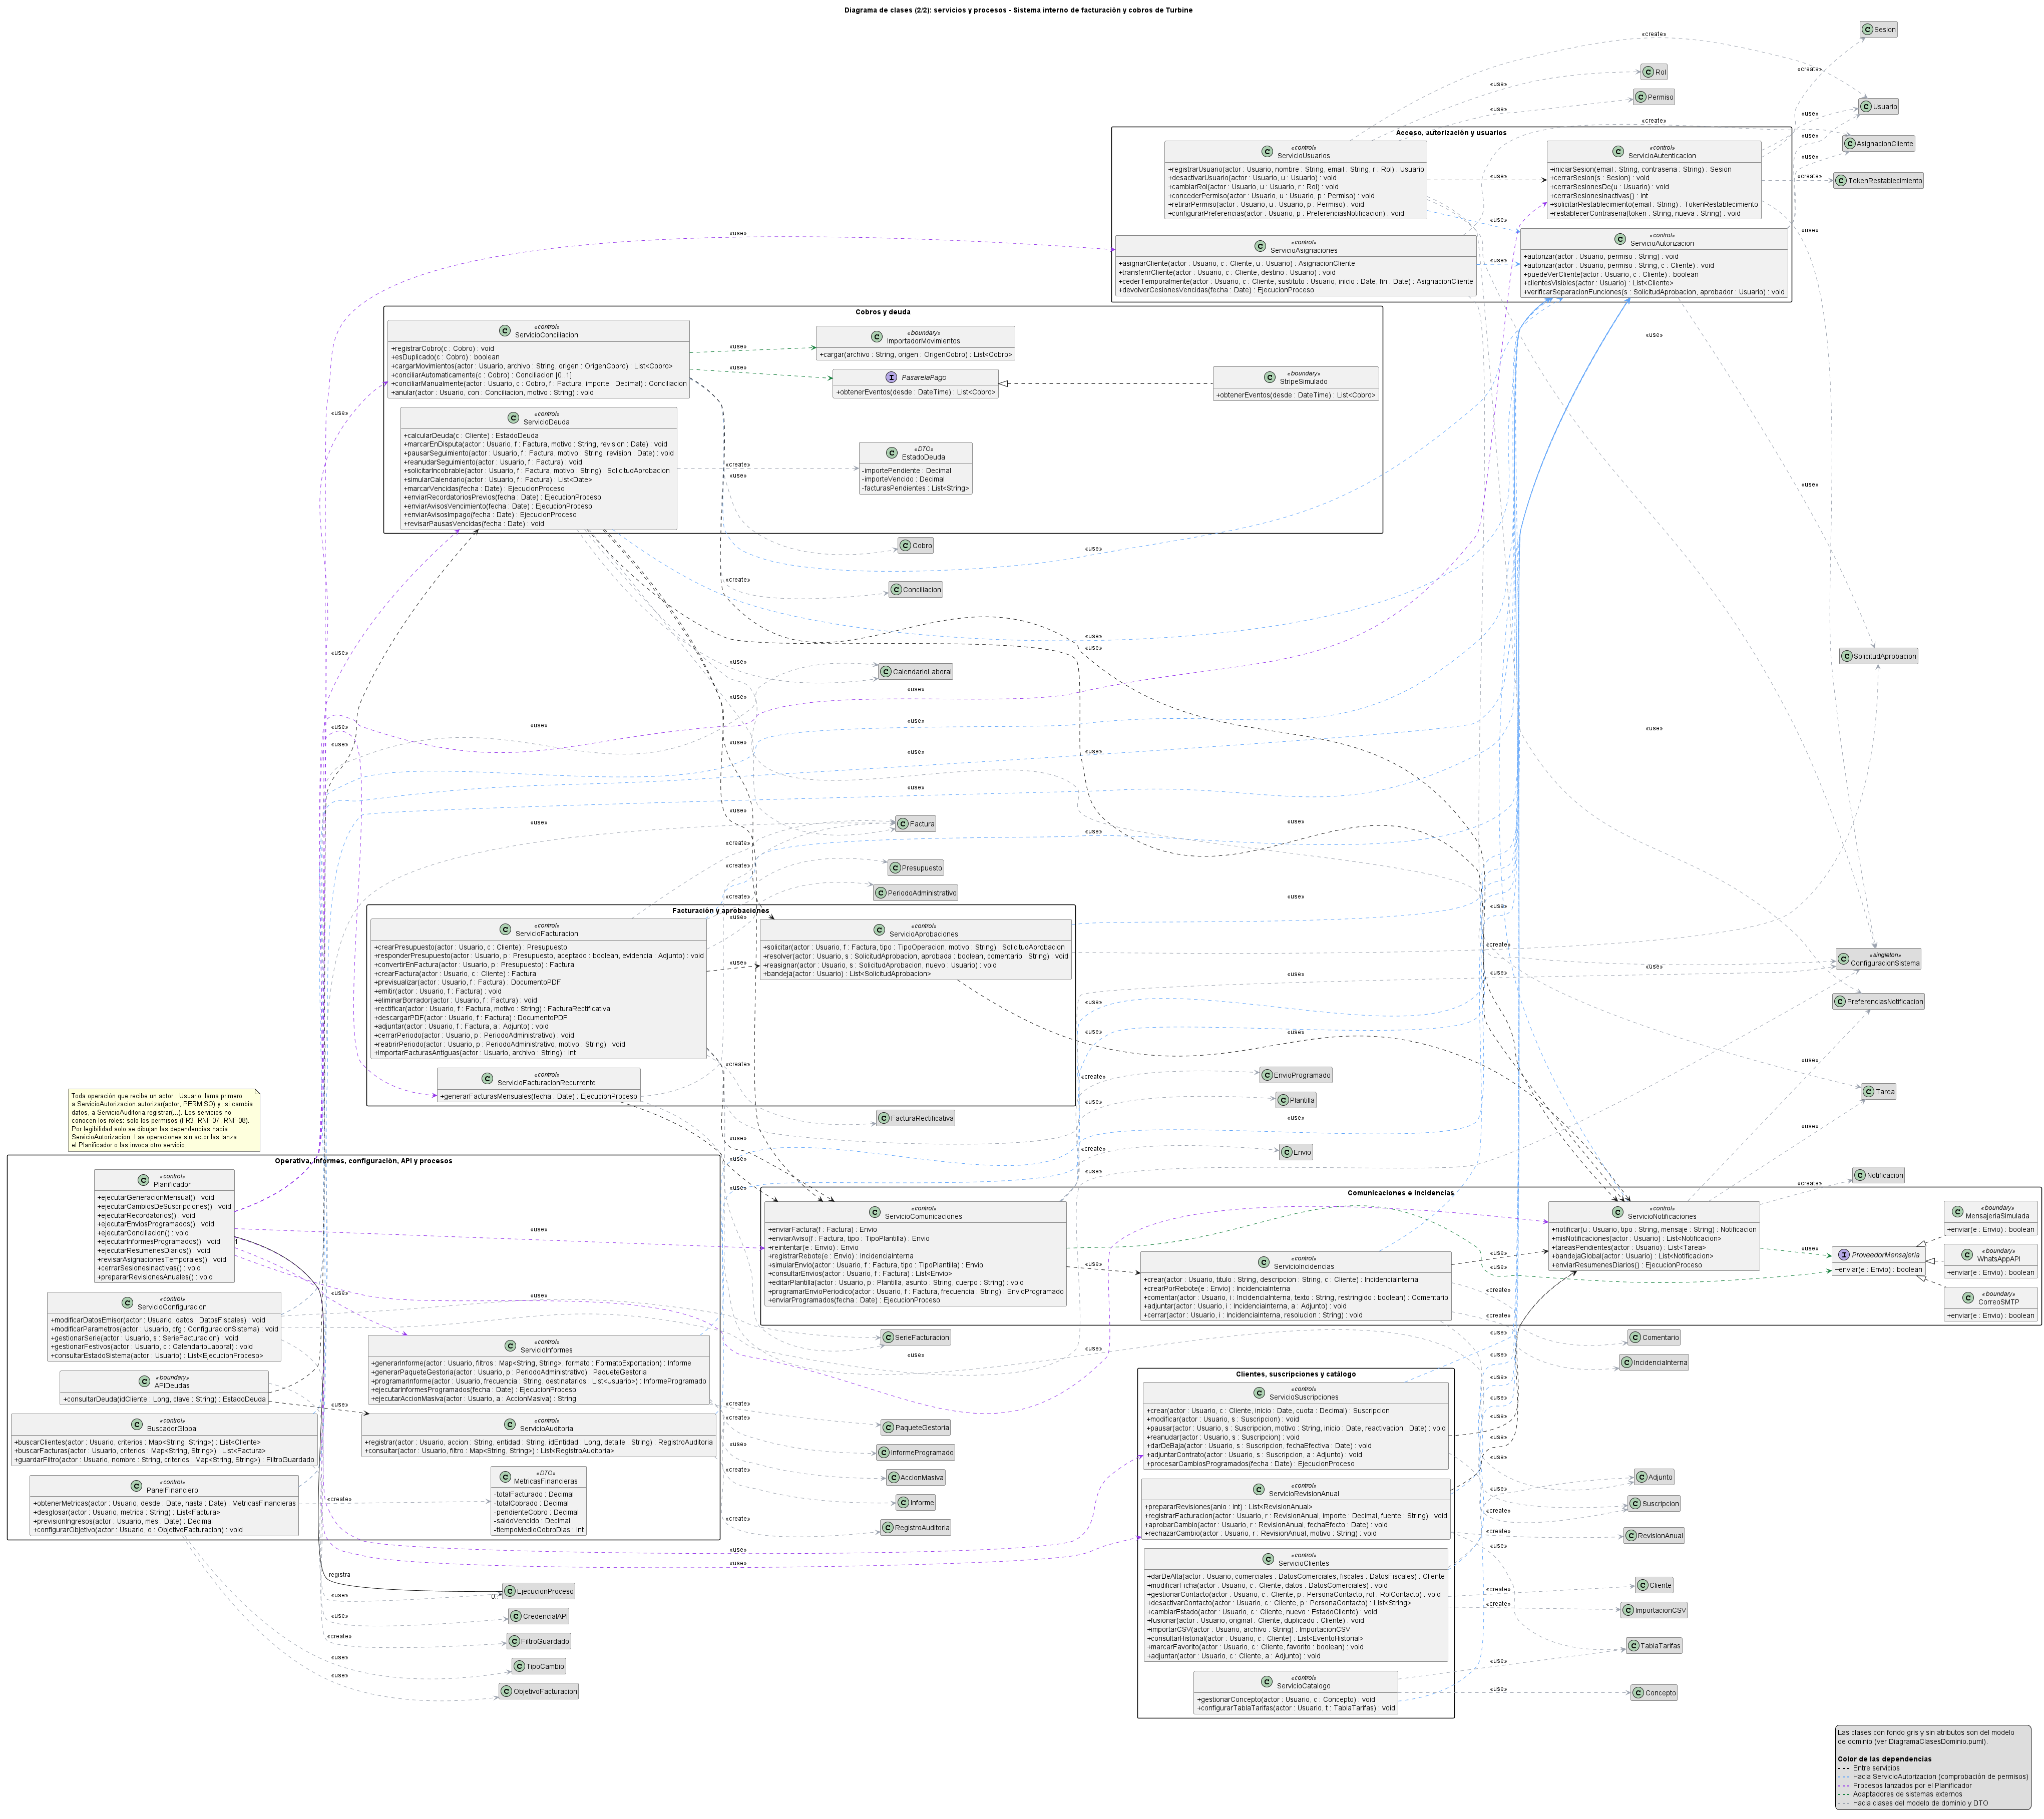 Diagrama de clases (2/2): servicios y procesos - Sistema interno de facturación y cobros de Turbine
Sesion
Rol
Permiso
Usuario
AsignacionCliente
TokenRestablecimiento
Acceso, autorización y usuarios
«control»
ServicioUsuarios
+registrarUsuario(actor : Usuario, nombre : String, email : String, r : Rol) : Usuario
+desactivarUsuario(actor : Usuario, u : Usuario) : void
+cambiarRol(actor : Usuario, u : Usuario, r : Rol) : void
+concederPermiso(actor : Usuario, u : Usuario, p : Permiso) : void
+retirarPermiso(actor : Usuario, u : Usuario, p : Permiso) : void
+configurarPreferencias(actor : Usuario, p : PreferenciasNotificacion) : void
«control»
ServicioAutenticacion
+iniciarSesion(email : String, contrasena : String) : Sesion
+cerrarSesion(s : Sesion) : void
+cerrarSesionesDe(u : Usuario) : void
+cerrarSesionesInactivas() : int
+solicitarRestablecimiento(email : String) : TokenRestablecimiento
+restablecerContrasena(token : String, nueva : String) : void
«control»
ServicioAsignaciones
+asignarCliente(actor : Usuario, c : Cliente, u : Usuario) : AsignacionCliente
+transferirCliente(actor : Usuario, c : Cliente, destino : Usuario) : void
+cederTemporalmente(actor : Usuario, c : Cliente, sustituto : Usuario, inicio : Date, fin : Date) : AsignacionCliente
+devolverCesionesVencidas(fecha : Date) : EjecucionProceso
«control»
ServicioAutorizacion
+autorizar(actor : Usuario, permiso : String) : void
+autorizar(actor : Usuario, permiso : String, c : Cliente) : void
+puedeVerCliente(actor : Usuario, c : Cliente) : boolean
+clientesVisibles(actor : Usuario) : List<Cliente>
+verificarSeparacionFunciones(s : SolicitudAprobacion, aprobador : Usuario) : void
Cobros y deuda
«control»
ServicioConciliacion
+registrarCobro(c : Cobro) : void
+esDuplicado(c : Cobro) : boolean
+cargarMovimientos(actor : Usuario, archivo : String, origen : OrigenCobro) : List<Cobro>
+conciliarAutomaticamente(c : Cobro) : Conciliacion [0..1]
+conciliarManualmente(actor : Usuario, c : Cobro, f : Factura, importe : Decimal) : Conciliacion
+anular(actor : Usuario, con : Conciliacion, motivo : String) : void
«boundary»
ImportadorMovimientos
+cargar(archivo : String, origen : OrigenCobro) : List<Cobro>
PasarelaPago
+obtenerEventos(desde : DateTime) : List<Cobro>
«boundary»
StripeSimulado
+obtenerEventos(desde : DateTime) : List<Cobro>
«control»
ServicioDeuda
+calcularDeuda(c : Cliente) : EstadoDeuda
+marcarEnDisputa(actor : Usuario, f : Factura, motivo : String, revision : Date) : void
+pausarSeguimiento(actor : Usuario, f : Factura, motivo : String, revision : Date) : void
+reanudarSeguimiento(actor : Usuario, f : Factura) : void
+solicitarIncobrable(actor : Usuario, f : Factura, motivo : String) : SolicitudAprobacion
+simularCalendario(actor : Usuario, f : Factura) : List<Date>
+marcarVencidas(fecha : Date) : EjecucionProceso
+enviarRecordatoriosPrevios(fecha : Date) : EjecucionProceso
+enviarAvisosVencimiento(fecha : Date) : EjecucionProceso
+enviarAvisosImpago(fecha : Date) : EjecucionProceso
+revisarPausasVencidas(fecha : Date) : void
«DTO»
EstadoDeuda
-importePendiente : Decimal
-importeVencido : Decimal
-facturasPendientes : List<String>
Cobro
Conciliacion
CalendarioLaboral
SolicitudAprobacion
Factura
Presupuesto
PeriodoAdministrativo
Facturación y aprobaciones
«control»
ServicioFacturacion
+crearPresupuesto(actor : Usuario, c : Cliente) : Presupuesto
+responderPresupuesto(actor : Usuario, p : Presupuesto, aceptado : boolean, evidencia : Adjunto) : void
+convertirEnFactura(actor : Usuario, p : Presupuesto) : Factura
+crearFactura(actor : Usuario, c : Cliente) : Factura
+previsualizar(actor : Usuario, f : Factura) : DocumentoPDF
+emitir(actor : Usuario, f : Factura) : void
+eliminarBorrador(actor : Usuario, f : Factura) : void
+rectificar(actor : Usuario, f : Factura, motivo : String) : FacturaRectificativa
+descargarPDF(actor : Usuario, f : Factura) : DocumentoPDF
+adjuntar(actor : Usuario, f : Factura, a : Adjunto) : void
+cerrarPeriodo(actor : Usuario, p : PeriodoAdministrativo) : void
+reabrirPeriodo(actor : Usuario, p : PeriodoAdministrativo, motivo : String) : void
+importarFacturasAntiguas(actor : Usuario, archivo : String) : int
«control»
ServicioAprobaciones
+solicitar(actor : Usuario, f : Factura, tipo : TipoOperacion, motivo : String) : SolicitudAprobacion
+resolver(actor : Usuario, s : SolicitudAprobacion, aprobada : boolean, comentario : String) : void
+reasignar(actor : Usuario, s : SolicitudAprobacion, nuevo : Usuario) : void
+bandeja(actor : Usuario) : List<SolicitudAprobacion>
«control»
ServicioFacturacionRecurrente
+generarFacturasMensuales(fecha : Date) : EjecucionProceso
«singleton»
ConfiguracionSistema
PreferenciasNotificacion
EnvioProgramado
Plantilla
Tarea
FacturaRectificativa
Envio
Notificacion
Toda operación que recibe un actor : Usuario llama primero
a ServicioAutorizacion.autorizar(actor, PERMISO) y, si cambia
datos, a ServicioAuditoria.registrar(...). Los servicios no
conocen los roles: solo los permisos (FR3, RNF-07, RNF-08).
Por legibilidad solo se dibujan las dependencias hacia
ServicioAutorizacion. Las operaciones sin actor las lanza
el Planificador o las invoca otro servicio.
Operativa, informes, configuración, API y procesos
«control»
Planificador
+ejecutarGeneracionMensual() : void
+ejecutarCambiosDeSuscripciones() : void
+ejecutarRecordatorios() : void
+ejecutarEnviosProgramados() : void
+ejecutarConciliacion() : void
+ejecutarInformesProgramados() : void
+ejecutarResumenesDiarios() : void
+revisarAsignacionesTemporales() : void
+cerrarSesionesInactivas() : void
+prepararRevisionesAnuales() : void
«control»
ServicioConfiguracion
+modificarDatosEmisor(actor : Usuario, datos : DatosFiscales) : void
+modificarParametros(actor : Usuario, cfg : ConfiguracionSistema) : void
+gestionarSerie(actor : Usuario, s : SerieFacturacion) : void
+gestionarFestivos(actor : Usuario, c : CalendarioLaboral) : void
+consultarEstadoSistema(actor : Usuario) : List<EjecucionProceso>
«boundary»
APIDeudas
+consultarDeuda(idCliente : Long, clave : String) : EstadoDeuda
«control»
BuscadorGlobal
+buscarClientes(actor : Usuario, criterios : Map<String, String>) : List<Cliente>
+buscarFacturas(actor : Usuario, criterios : Map<String, String>) : List<Factura>
+guardarFiltro(actor : Usuario, nombre : String, criterios : Map<String, String>) : FiltroGuardado
«control»
PanelFinanciero
+obtenerMetricas(actor : Usuario, desde : Date, hasta : Date) : MetricasFinancieras
+desglosar(actor : Usuario, metrica : String) : List<Factura>
+previsionIngresos(actor : Usuario, mes : Date) : Decimal
+configurarObjetivo(actor : Usuario, o : ObjetivoFacturacion) : void
«control»
ServicioInformes
+generarInforme(actor : Usuario, filtros : Map<String, String>, formato : FormatoExportacion) : Informe
+generarPaqueteGestoria(actor : Usuario, p : PeriodoAdministrativo) : PaqueteGestoria
+programarInforme(actor : Usuario, frecuencia : String, destinatarios : List<Usuario>) : InformeProgramado
+ejecutarInformesProgramados(fecha : Date) : EjecucionProceso
+ejecutarAccionMasiva(actor : Usuario, a : AccionMasiva) : String
«control»
ServicioAuditoria
+registrar(actor : Usuario, accion : String, entidad : String, idEntidad : Long, detalle : String) : RegistroAuditoria
+consultar(actor : Usuario, filtro : Map<String, String>) : List<RegistroAuditoria>
«DTO»
MetricasFinancieras
-totalFacturado : Decimal
-totalCobrado : Decimal
-pendienteCobro : Decimal
-saldoVencido : Decimal
-tiempoMedioCobroDias : int
Comunicaciones e incidencias
«control»
ServicioComunicaciones
+enviarFactura(f : Factura) : Envio
+enviarAviso(f : Factura, tipo : TipoPlantilla) : Envio
+reintentar(e : Envio) : Envio
+registrarRebote(e : Envio) : IncidenciaInterna
+simularEnvio(actor : Usuario, f : Factura, tipo : TipoPlantilla) : Envio
+consultarEnvios(actor : Usuario, f : Factura) : List<Envio>
+editarPlantilla(actor : Usuario, p : Plantilla, asunto : String, cuerpo : String) : void
+programarEnvioPeriodico(actor : Usuario, f : Factura, frecuencia : String) : EnvioProgramado
+enviarProgramados(fecha : Date) : EjecucionProceso
«control»
ServicioIncidencias
+crear(actor : Usuario, titulo : String, descripcion : String, c : Cliente) : IncidenciaInterna
+crearPorRebote(e : Envio) : IncidenciaInterna
+comentar(actor : Usuario, i : IncidenciaInterna, texto : String, restringido : boolean) : Comentario
+adjuntar(actor : Usuario, i : IncidenciaInterna, a : Adjunto) : void
+cerrar(actor : Usuario, i : IncidenciaInterna, resolucion : String) : void
«control»
ServicioNotificaciones
+notificar(u : Usuario, tipo : String, mensaje : String) : Notificacion
+misNotificaciones(actor : Usuario) : List<Notificacion>
+tareasPendientes(actor : Usuario) : List<Tarea>
+bandejaGlobal(actor : Usuario) : List<Notificacion>
+enviarResumenesDiarios() : EjecucionProceso
ProveedorMensajeria
+enviar(e : Envio) : boolean
«boundary»
MensajeriaSimulada
+enviar(e : Envio) : boolean
«boundary»
WhatsAppAPI
+enviar(e : Envio) : boolean
«boundary»
CorreoSMTP
+enviar(e : Envio) : boolean
SerieFacturacion
Comentario
IncidenciaInterna
PaqueteGestoria
InformeProgramado
AccionMasiva
Informe
RegistroAuditoria
Clientes, suscripciones y catálogo
«control»
ServicioSuscripciones
+crear(actor : Usuario, c : Cliente, inicio : Date, cuota : Decimal) : Suscripcion
+modificar(actor : Usuario, s : Suscripcion) : void
+pausar(actor : Usuario, s : Suscripcion, motivo : String, inicio : Date, reactivacion : Date) : void
+reanudar(actor : Usuario, s : Suscripcion) : void
+darDeBaja(actor : Usuario, s : Suscripcion, fechaEfectiva : Date) : void
+adjuntarContrato(actor : Usuario, s : Suscripcion, a : Adjunto) : void
+procesarCambiosProgramados(fecha : Date) : EjecucionProceso
«control»
ServicioRevisionAnual
+prepararRevisiones(anio : int) : List<RevisionAnual>
+registrarFacturacion(actor : Usuario, r : RevisionAnual, importe : Decimal, fuente : String) : void
+aprobarCambio(actor : Usuario, r : RevisionAnual, fechaEfecto : Date) : void
+rechazarCambio(actor : Usuario, r : RevisionAnual, motivo : String) : void
«control»
ServicioClientes
+darDeAlta(actor : Usuario, comerciales : DatosComerciales, fiscales : DatosFiscales) : Cliente
+modificarFicha(actor : Usuario, c : Cliente, datos : DatosComerciales) : void
+gestionarContacto(actor : Usuario, c : Cliente, p : PersonaContacto, rol : RolContacto) : void
+desactivarContacto(actor : Usuario, c : Cliente, p : PersonaContacto) : List<String>
+cambiarEstado(actor : Usuario, c : Cliente, nuevo : EstadoCliente) : void
+fusionar(actor : Usuario, original : Cliente, duplicado : Cliente) : void
+importarCSV(actor : Usuario, archivo : String) : ImportacionCSV
+consultarHistorial(actor : Usuario, c : Cliente) : List<EventoHistorial>
+marcarFavorito(actor : Usuario, c : Cliente, favorito : boolean) : void
+adjuntar(actor : Usuario, c : Cliente, a : Adjunto) : void
«control»
ServicioCatalogo
+gestionarConcepto(actor : Usuario, c : Concepto) : void
+configurarTablaTarifas(actor : Usuario, t : TablaTarifas) : void
Adjunto
Suscripcion
RevisionAnual
Cliente
ImportacionCSV
TablaTarifas
Concepto
registra
1
EjecucionProceso
CredencialAPI
FiltroGuardado
TipoCambio
ObjetivoFacturacion
«use»
«create»
Las clases con fondo gris y sin atributos son del modelo
de dominio (ver DiagramaClasesDominio.puml).
Color de las dependencias
Entre servicios
Hacia ServicioAutorizacion (comprobación de permisos)
Procesos lanzados por el Planificador
Adaptadores de sistemas externos
Hacia clases del modelo de dominio y DTO